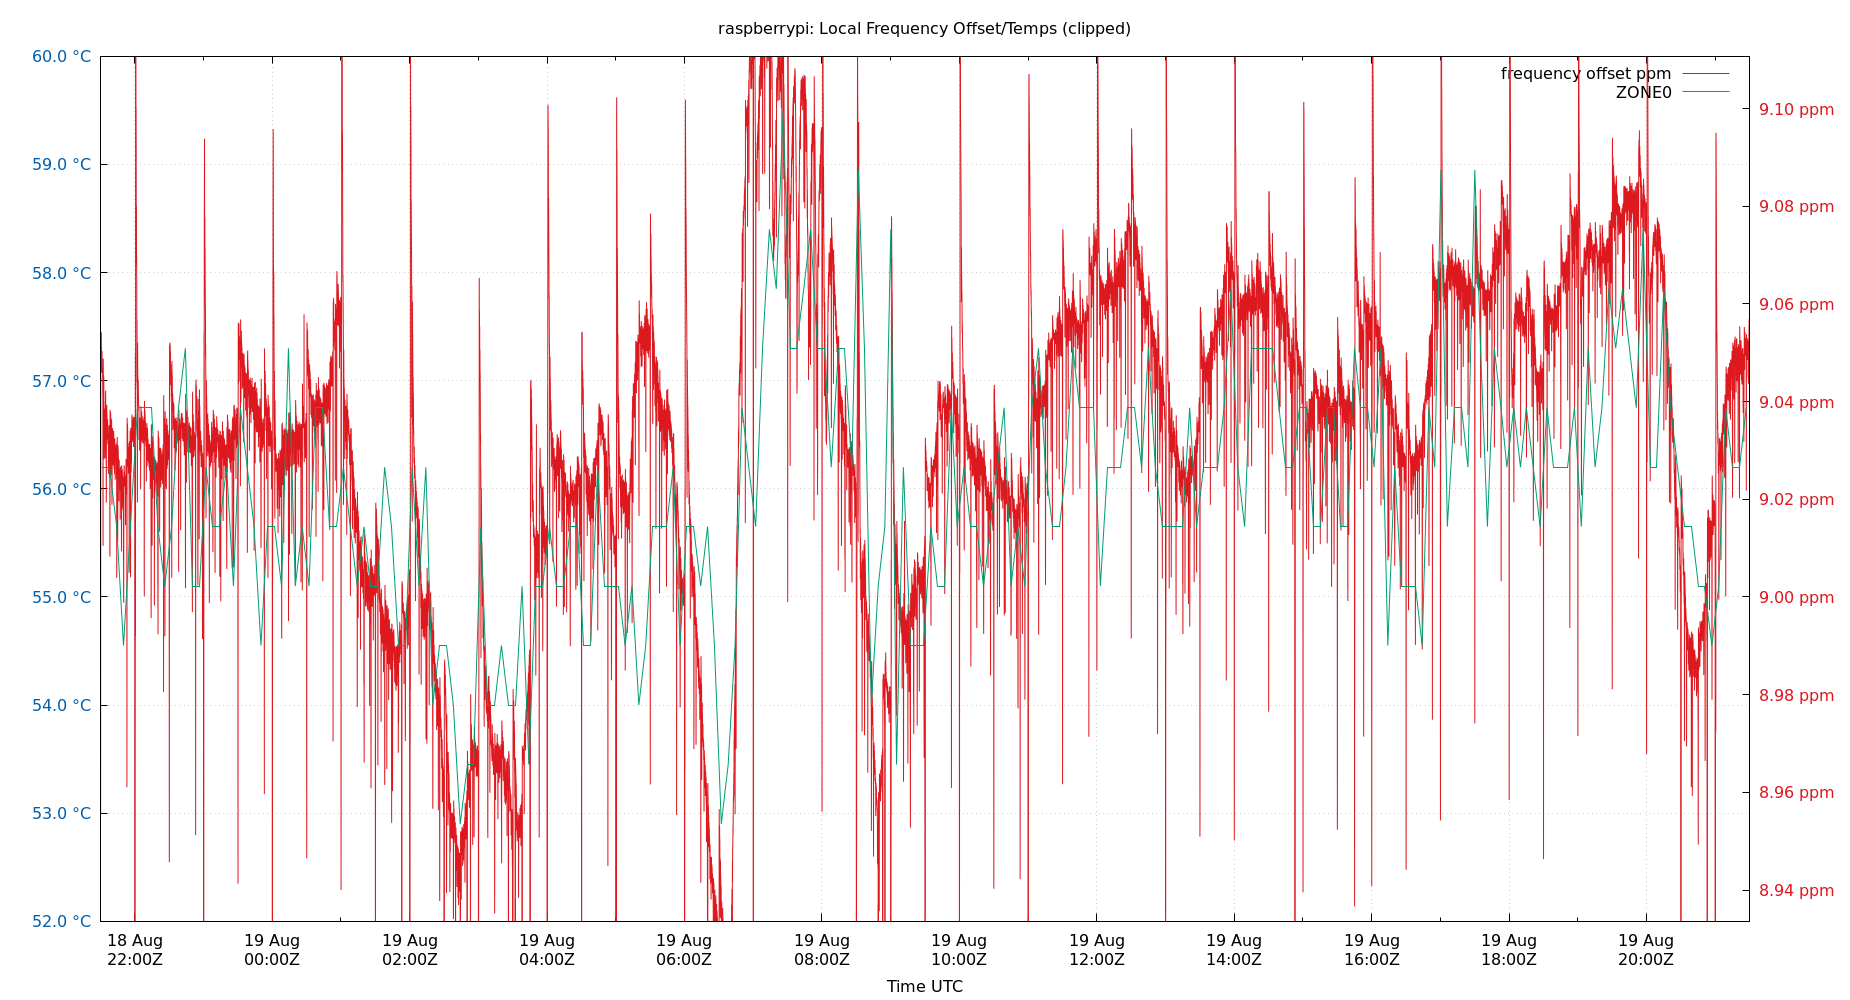 raspberrypi: Local Frequency Offset/Temps (clipped)
60.0 °C
59.0 °C
58.0 °C
57.0 °C
56.0 °C
55.0 °C
54.0 °C
53.0 °C
52.0 °C
frequency offset ppm
ZONE0
9.10 ppm
9.08 ppm
9.06 ppm
9.04 ppm
9.02 ppm
9.00 ppm
8.98 ppm
8.96 ppm
8.94 ppm
18 Aug
22:00Z
19 Aug
00:00Z
19 Aug
02:00Z
19 Aug
04:00Z
19 Aug
06:00Z
19 Aug
08:00Z
19 Aug
10:00Z
19 Aug
12:00Z
19 Aug
14:00Z
19 Aug
16:00Z
19 Aug
18:00Z
19 Aug
20:00Z
Time UTC